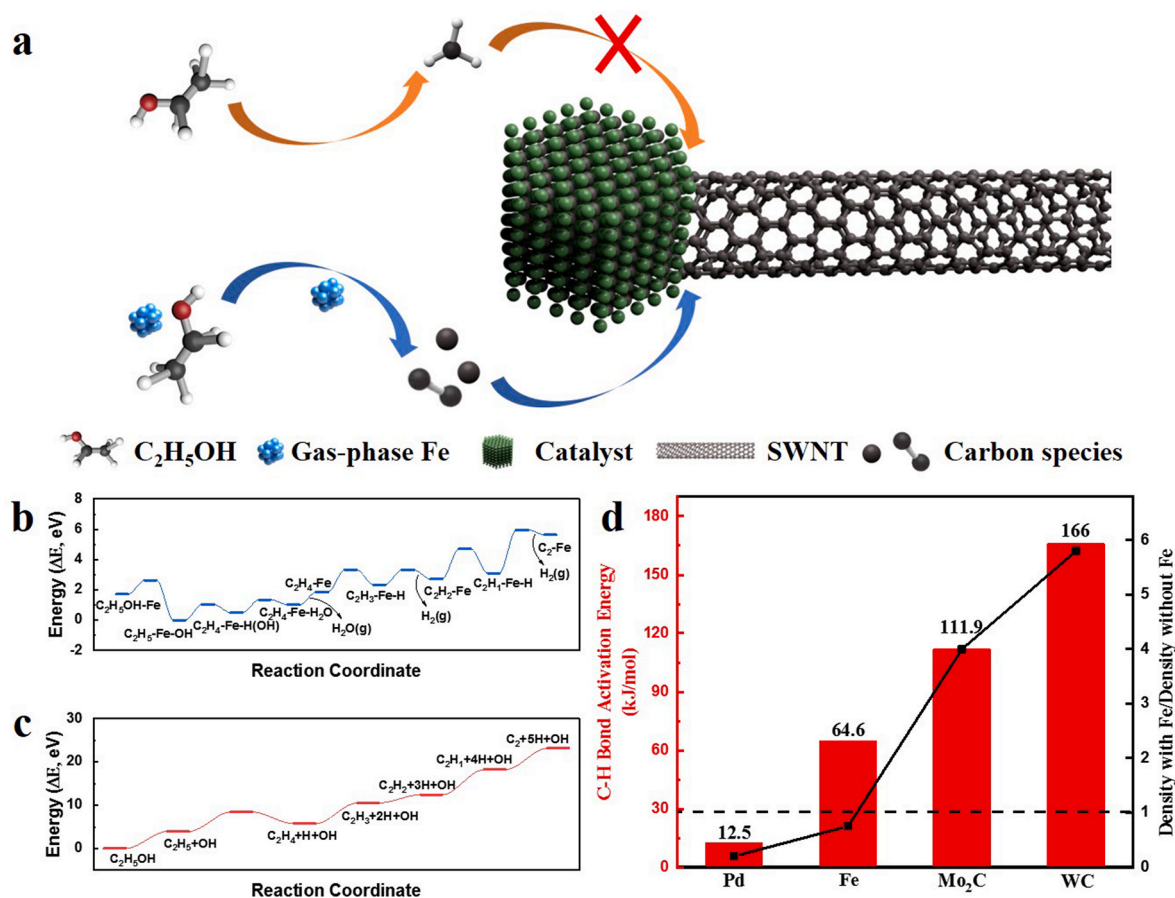 a
C₂H₅OH Gas-phase Fe Catalyst SWNT Carbon species
b
Energy (ΔE, eV)
8
6
4
2
0
-2
C₂H₅OH-Fe
C₂H₅-Fe-OH
C₂H₄-Fe-H(OH)
C₂H₄-Fe-H₂O
C₂H₄-Fe
H₂O(g)
C₂H₃-Fe-H
H₂(g)
C₂H₂-Fe
C₂H₁-Fe-H
C₂-Fe
H₂(g)
Reaction Coordinate
c
Energy (ΔE, eV)
30
20
10
0
C₂H₅OH
C₂H₅+OH
C₂H₄+H+OH
C₂H₃+2H+OH
C₂H₂+3H+OH
C₂H₁+4H+OH
C₂+5H+OH
Reaction Coordinate
d
C-H Bond Activation Energy
(kJ/mol)
180
150
120
90
60
30
0
12.5
64.6
111.9
166
6
5
4
3
2
1
0
Density with Fe/Density without Fe
Pd Fe Mo₂C WC